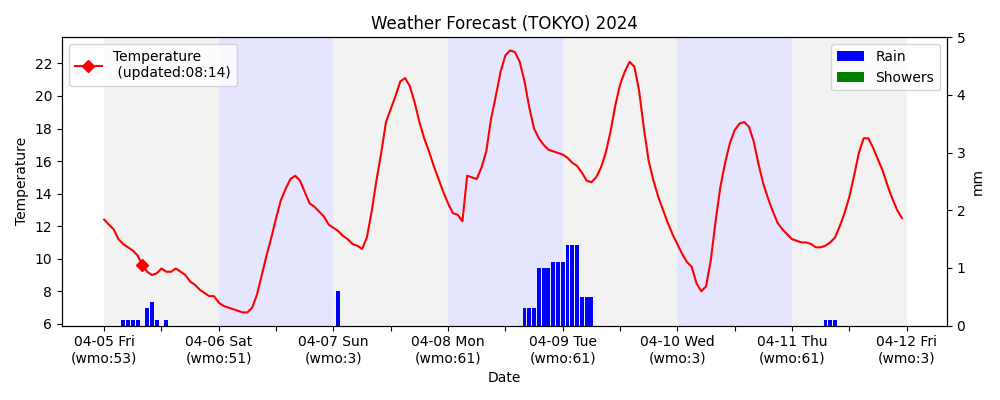 Weather Forecast (TOKYO) 2024
Temperature
(updated:08:14)
Rain
Showers
22
20
18
16
14
12
10
8
6
Temperature
5
4
3
2
1
0
mm
04-05 Fri
(wmo:53)
04-06 Sat
(wmo:51)
04-07 Sun
(wmo:3)
04-08 Mon
(wmo:61)
04-09 Tue
(wmo:61)
04-10 Wed
(wmo:3)
04-11 Thu
(wmo:61)
04-12 Fri
(wmo:3)
Date